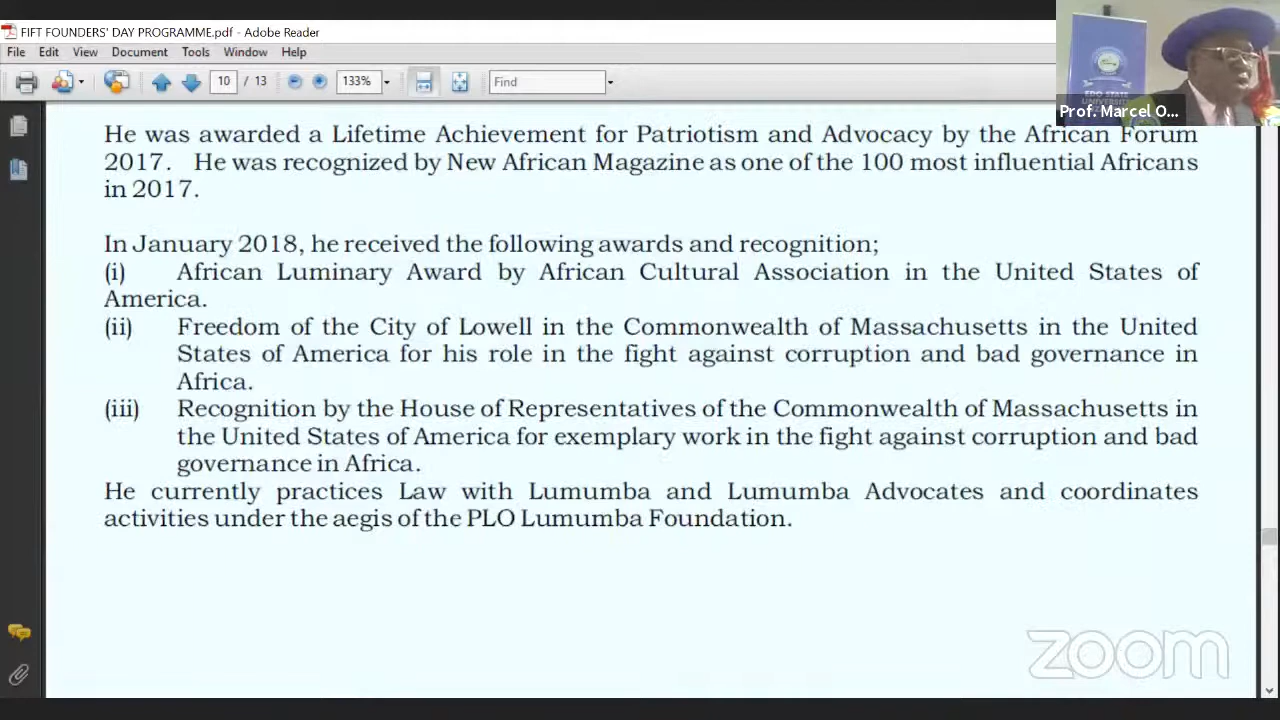 FIFT FOUNDERS' DAY PROGRAMME.pdf - Adobe Reader
File Edit View Document Tools Window Help
10 / 13 133% Find
EDO STATE
UNIVERSITY
Prof. Marcel O...
He was awarded a Lifetime Achievement for Patriotism and Advocacy by the African Forum
2017. He was recognized by New African Magazine as one of the 100 most influential Africans
in 2017.
In January 2018, he received the following awards and recognition;
(i) African Luminary Award by African Cultural Association in the United States of
America.
(ii) Freedom of the City of Lowell in the Commonwealth of Massachusetts in the United
States of America for his role in the fight against corruption and bad governance in
Africa.
(iii) Recognition by the House of Representatives of the Commonwealth of Massachusetts in
the United States of America for exemplary work in the fight against corruption and bad
governance in Africa.
He currently practices Law with Lumumba and Lumumba Advocates and coordinates
activities under the aegis of the PLO Lumumba Foundation.
zoom